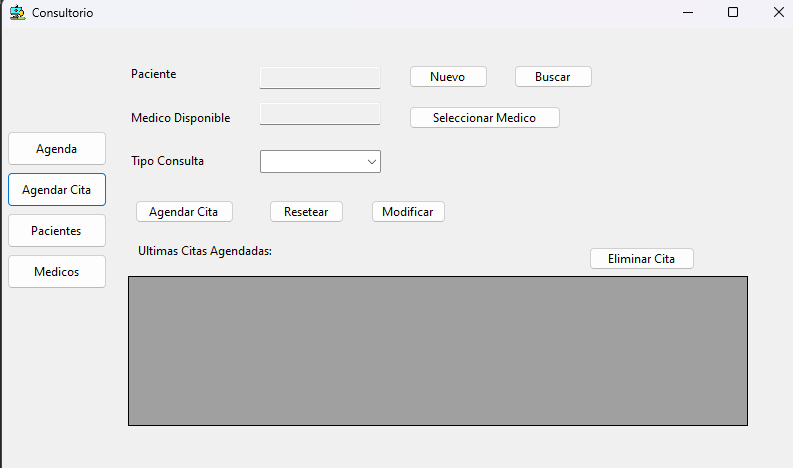 Consultorio
Paciente
Nuevo
Buscar
Medico Disponible
Seleccionar Medico
Agenda
Tipo Consulta
Agendar Cita
Agendar Cita
Resetear
Modificar
Pacientes
Ultimas Citas Agendadas:
Eliminar Cita
Medicos